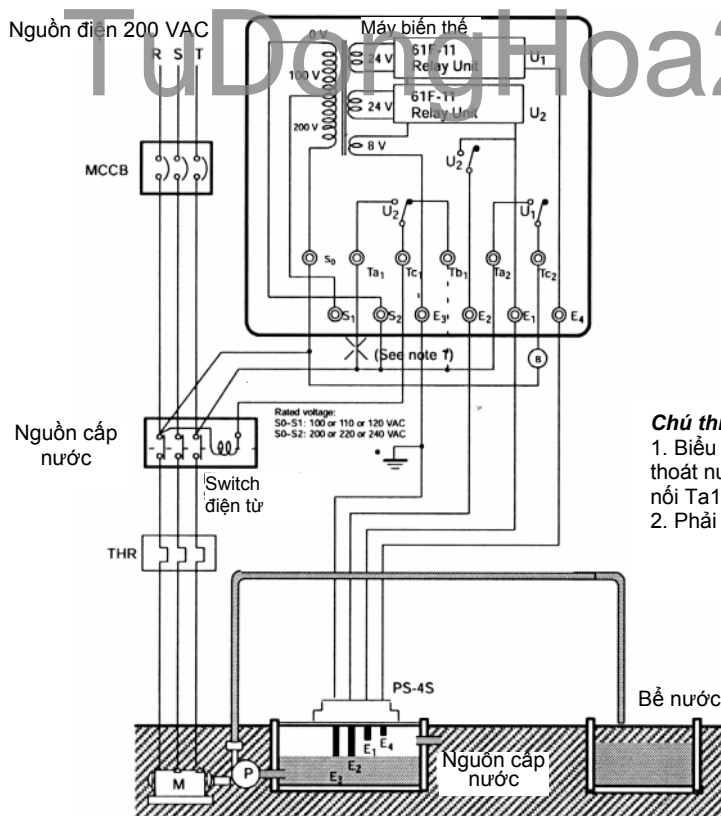 TuDongHoa2
Nguồn điện 200 VAC
R S T
MCCB
0 V
Máy biến thế
100 V
200 V
24 V
61F-11
Relay Unit
U1
24 V
61F-11
Relay Unit
U2
8 V
U2
U2
U1
S0 Ta1 Tc1 Tb1 Ta2 Tc2
S1 S2 E3 E2 E1 E4
(See note 1)
B
Rated voltage:
S0-S1: 100 or 110 or 120 VAC
S0-S2: 200 or 220 or 240 VAC
Nguồn cấp
nước
Switch
điện từ
THR
Chú thí
1. Biểu
thoát nu
nối Ta1
2. Phải
PS-4S
Bể nước
E1 E4
E2
E3
Nguồn cấp
nước
M
P